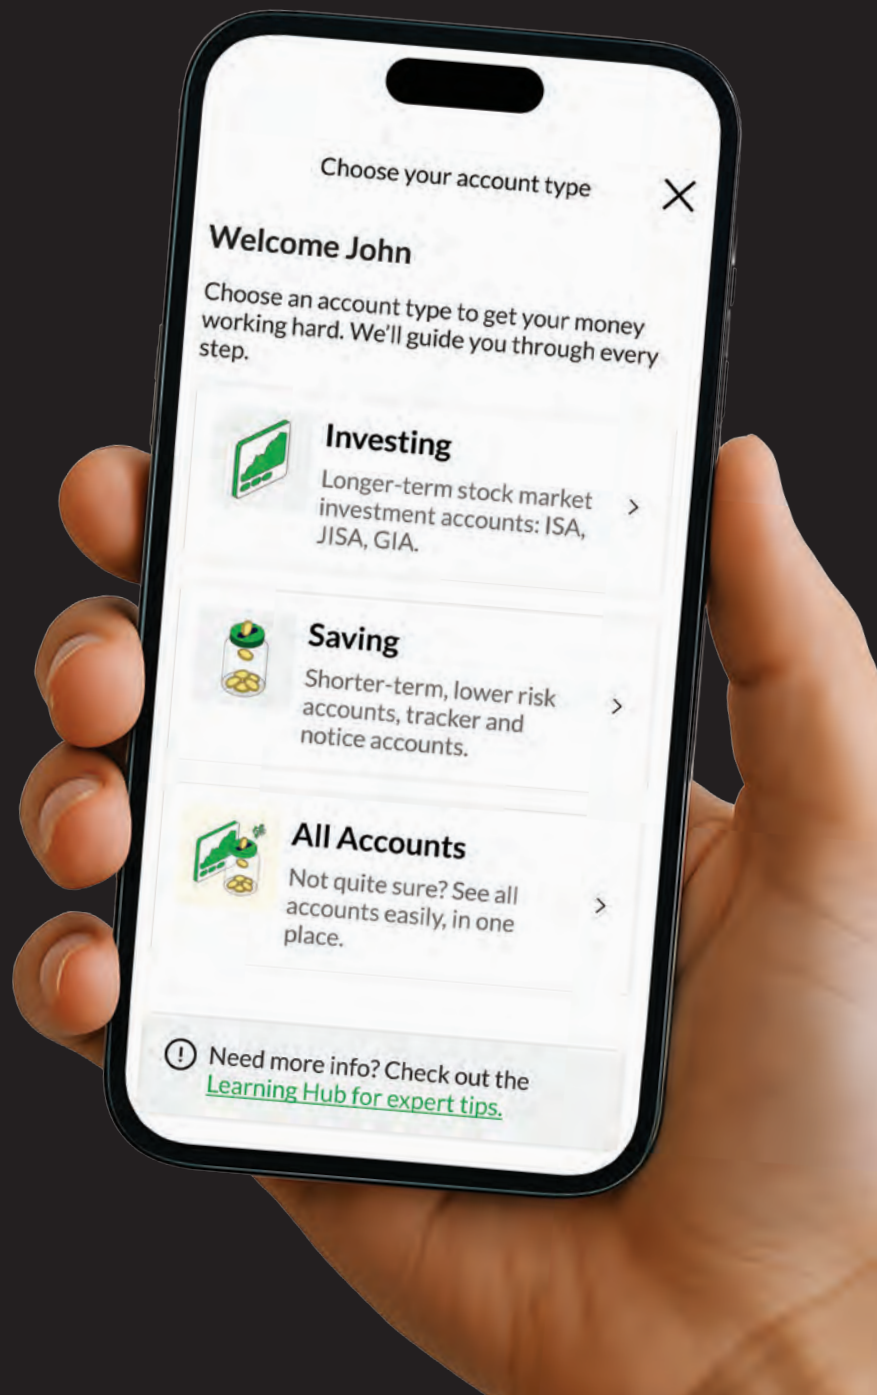 Choose your account type
Welcome John
Choose an account type to get your money
working hard. We'll guide you through every
step.
Investing
Longer-term stock market
investment accounts: ISA,
JISA, GIA.
Saving
Shorter-term, lower risk
accounts, tracker and
notice accounts.
All Accounts
Not quite sure? See all
accounts easily, in one
place.
Need more info? Check out the
Learning Hub for expert tips.